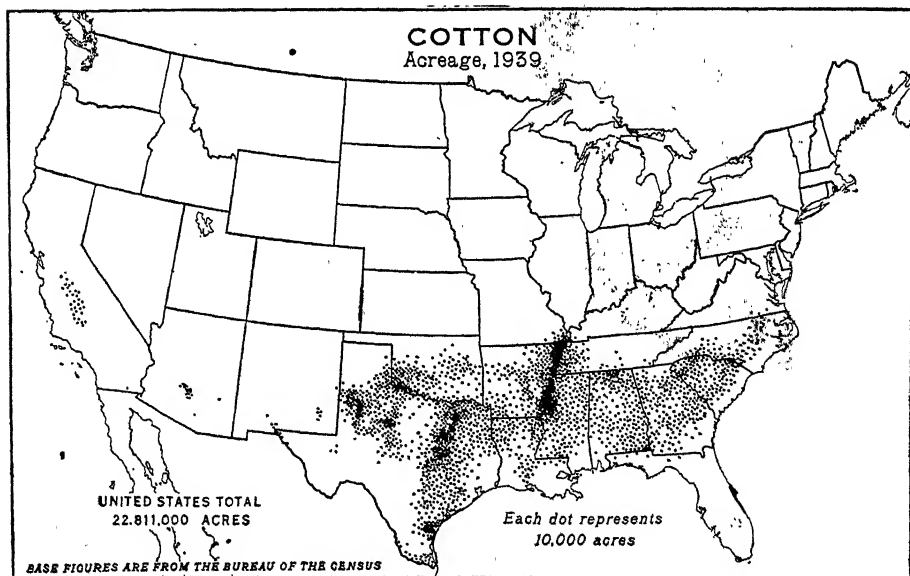 COTTON
Acreage, 1939
UNITED STATES TOTAL
22.811.000 ACRES
Each dot represents
10,000 acres
BASE FIGURES ARE FROM THE BUREAU OF THE CENSUS